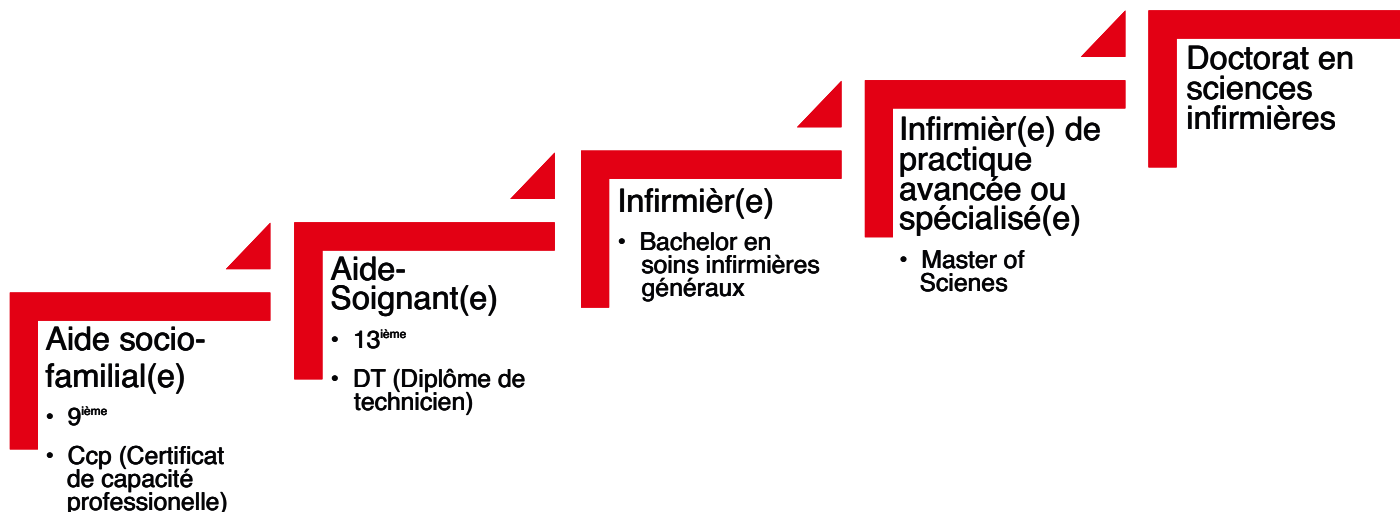 Aide socio-
familial(e)
• 9ième
• Ccp (Certificat
de capacité
professionelle)
Aide-
Soignant(e)
• 13ième
• DT (Diplôme de
technicien)
Infirmièr(e)
• Bachelor en
soins infirmières
généraux
Infirmièr(e) de
practique
avancée ou
spécialisé(e)
• Master of
Scienes
Doctorat en
sciences
infirmières